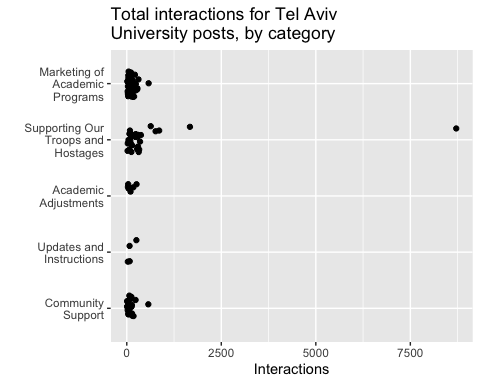 Total interactions for Tel Aviv
University posts, by category
Marketing of
Academic
Programs
Supporting Our
Troops and
Hostages
Academic
Adjustments
Updates and
Instructions
Community
Support
0 2500 5000 7500
Interactions